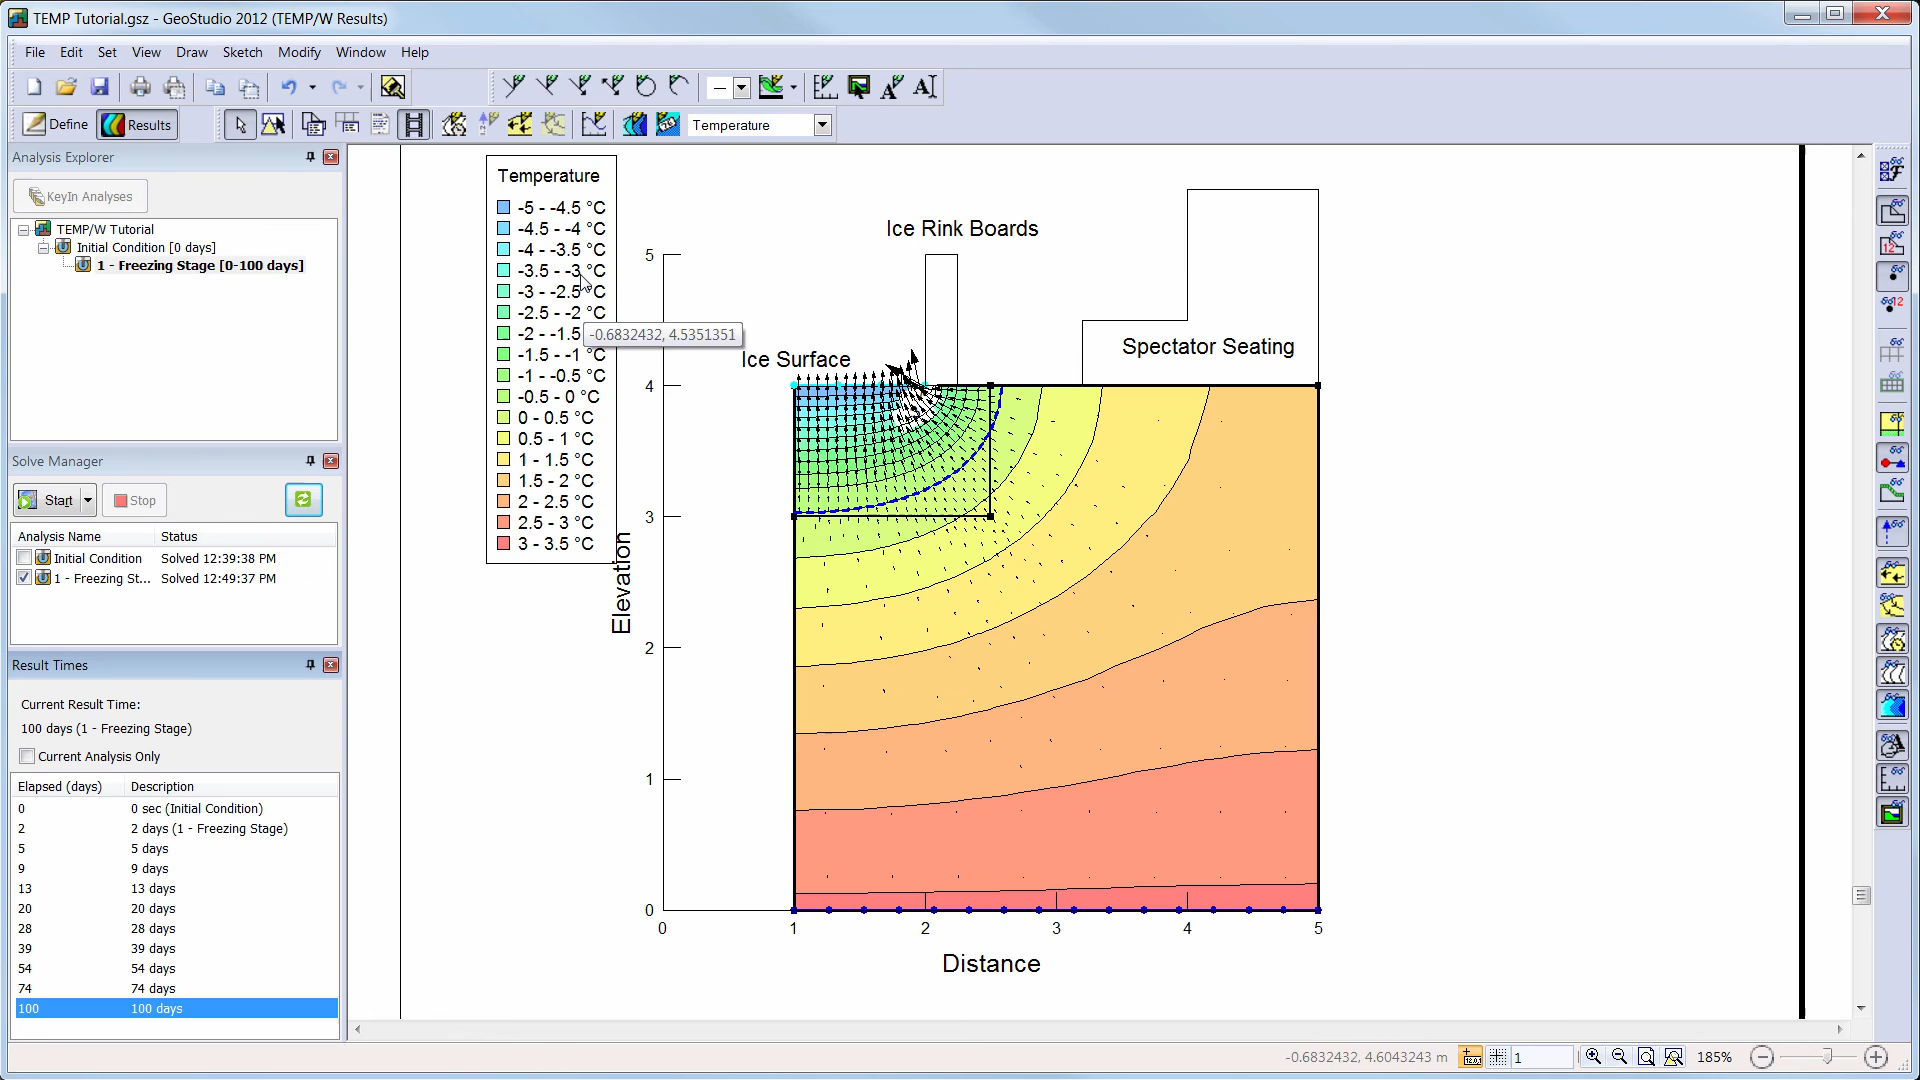 TEMP Tutorial.gsz - GeoStudio 2012 (TEMP/W Results)
File Edit Set View Draw Sketch Modify Window Help
Define Results Temperature
Analysis Explorer
KeyIn Analyses
TEMP/W Tutorial
Initial Condition [0 days]
1 - Freezing Stage [0-100 days]
Solve Manager
Start Stop
Analysis Name Status
Initial Condition Solved 12:39:38 PM
1 - Freezing St... Solved 12:49:37 PM
Result Times
Current Result Time:
100 days (1 - Freezing Stage)
Current Analysis Only
Elapsed (days) Description
0 0 sec (Initial Condition)
2 2 days (1 - Freezing Stage)
5 5 days
9 9 days
13 13 days
20 20 days
28 28 days
39 39 days
54 54 days
74 74 days
100 100 days
Temperature
-5 - -4.5 °C
-4.5 - -4 °C
-4 - -3.5 °C
-3.5 - -3 °C
-3 - -2.5 °C
-2.5 - -2 °C
-2 - -1.5
-1.5 - -1 °C
-1 - -0.5 °C
-0.5 - 0 °C
0 - 0.5 °C
0.5 - 1 °C
1 - 1.5 °C
1.5 - 2 °C
2 - 2.5 °C
2.5 - 3 °C
3 - 3.5 °C
-0.6832432, 4.5351351
Ice Rink Boards
Spectator Seating
Ice Surface
Elevation
5
4
3
2
1
0
0 1 2 3 4 5
Distance
12
12
-0.6832432, 4.6043243 m 1 185%